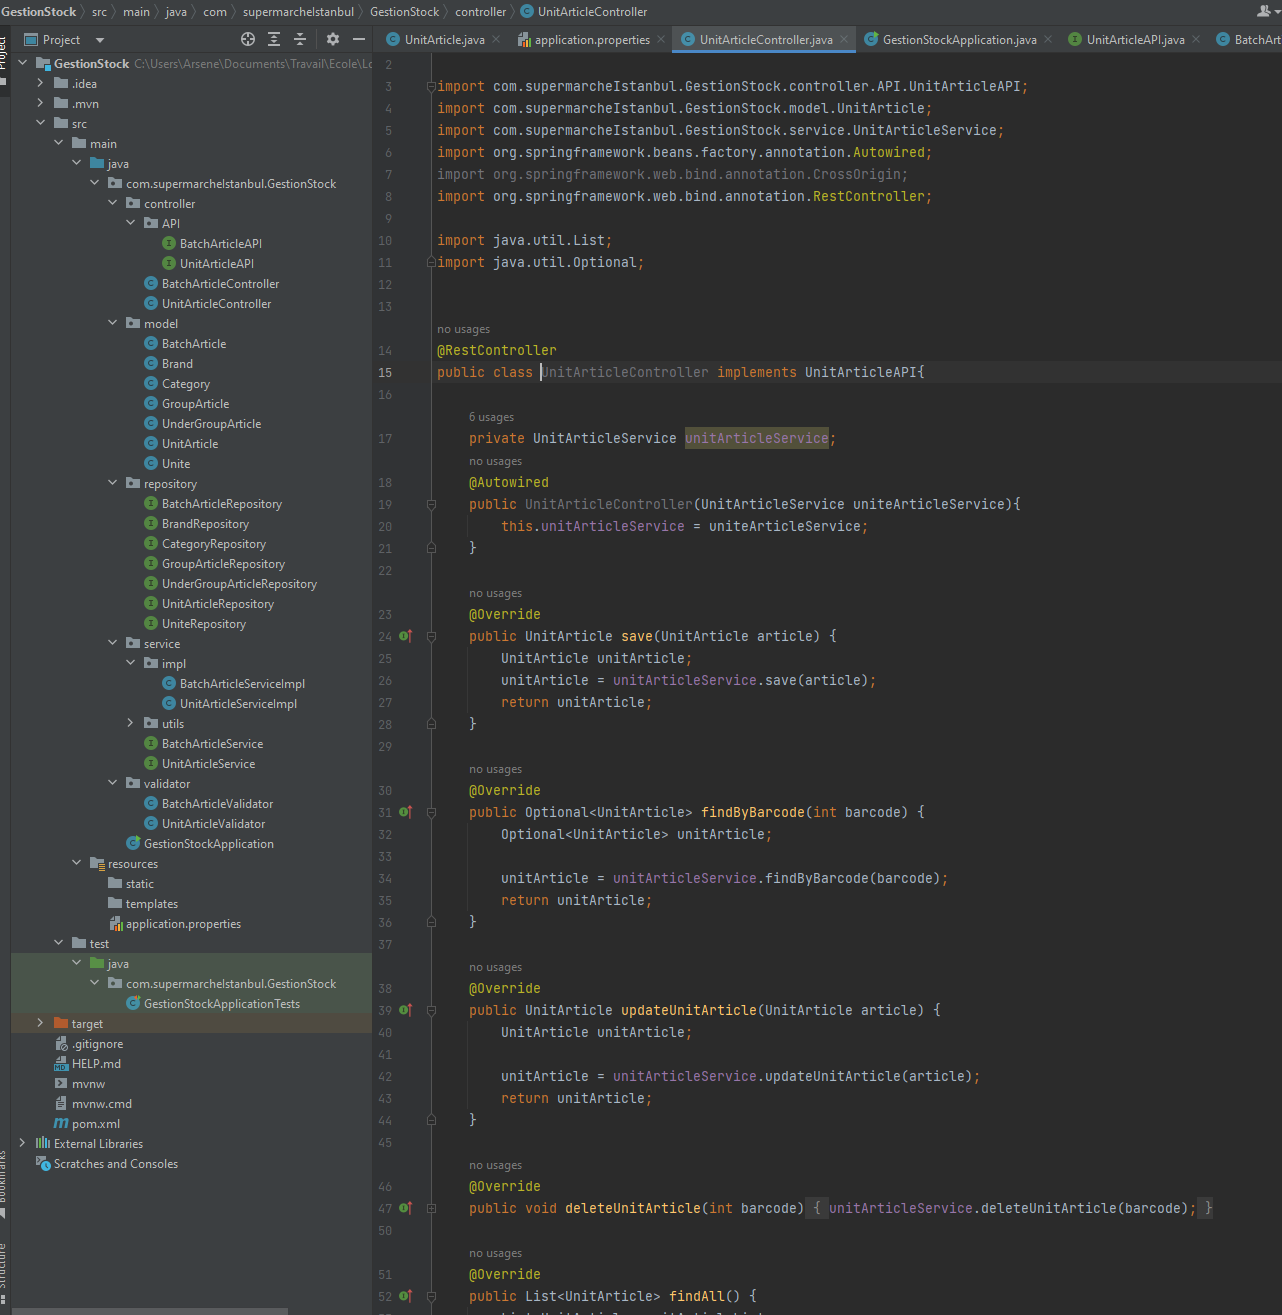 GestionStock src main java com supermarcheIstanbul GestionStock controller UnitArticleController
Project
UnitArticle.java application.properties UnitArticleController.java GestionStockApplication.java UnitArticleAPI.java BatchArt
Project
GestionStock C:\Users\Arsene\Documents\Travail\Ecole\Lo
.idea
.mvn
src
main
java
com.supermarcheIstanbul.GestionStock
controller
API
BatchArticleAPI
UnitArticleAPI
BatchArticleController
UnitArticleController
model
BatchArticle
Brand
Category
GroupArticle
UnderGroupArticle
UnitArticle
Unite
repository
BatchArticleRepository
BrandRepository
CategoryRepository
GroupArticleRepository
UnderGroupArticleRepository
UnitArticleRepository
UniteRepository
service
impl
BatchArticleServiceImpl
UnitArticleServiceImpl
utils
BatchArticleService
UnitArticleService
validator
BatchArticleValidator
UnitArticleValidator
GestionStockApplication
resources
static
templates
application.properties
test
java
com.supermarcheIstanbul.GestionStock
GestionStockApplicationTests
target
.gitignore
HELP.md
mvnw
mvnw.cmd
pom.xml
External Libraries
Scratches and Consoles
Bookmarks
Structure
2
3 import com.supermarcheIstanbul.GestionStock.controller.API.UnitArticleAPI;
4 import com.supermarcheIstanbul.GestionStock.model.UnitArticle;
5 import com.supermarcheIstanbul.GestionStock.service.UnitArticleService;
6 import org.springframework.beans.factory.annotation.Autowired;
7 import org.springframework.web.bind.annotation.CrossOrigin;
8 import org.springframework.web.bind.annotation.RestController;
9
10 import java.util.List;
11 import java.util.Optional;
12
13
no usages
14 @RestController
15 public class UnitArticleController implements UnitArticleAPI{
16
6 usages
17 private UnitArticleService unitArticleService;
no usages
18 @Autowired
19 public UnitArticleController(UnitArticleService uniteArticleService){
20 this.unitArticleService = uniteArticleService;
21 }
22
no usages
23 @Override
24 public UnitArticle save(UnitArticle article) {
25 UnitArticle unitArticle;
26 unitArticle = unitArticleService.save(article);
27 return unitArticle;
28 }
29
no usages
30 @Override
31 public Optional<UnitArticle> findByBarcode(int barcode) {
32 Optional<UnitArticle> unitArticle;
33
34 unitArticle = unitArticleService.findByBarcode(barcode);
35 return unitArticle;
36 }
37
no usages
38 @Override
39 public UnitArticle updateUnitArticle(UnitArticle article) {
40 UnitArticle unitArticle;
41
42 unitArticle = unitArticleService.updateUnitArticle(article);
43 return unitArticle;
44 }
45
no usages
46 @Override
47 public void deleteUnitArticle(int barcode) { unitArticleService.deleteUnitArticle(barcode); }
50
no usages
51 @Override
52 public List<UnitArticle> findAll() {